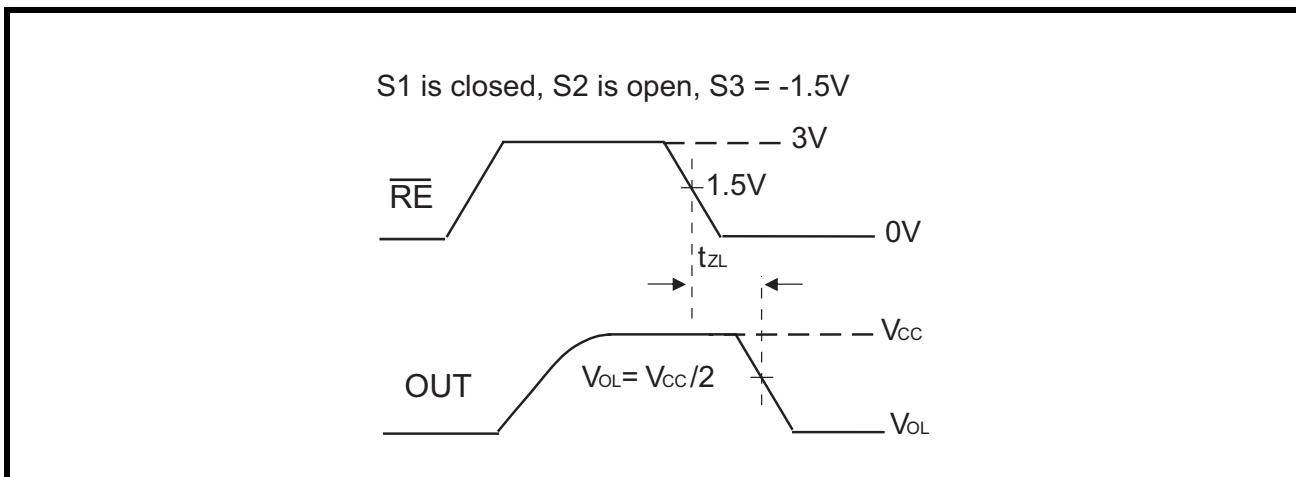 S1 is closed, S2 is open, S3 = -1.5V
3V
RE
1.5V
0V
tZL
VCC
VOL= VCC/2
OUT
VOL